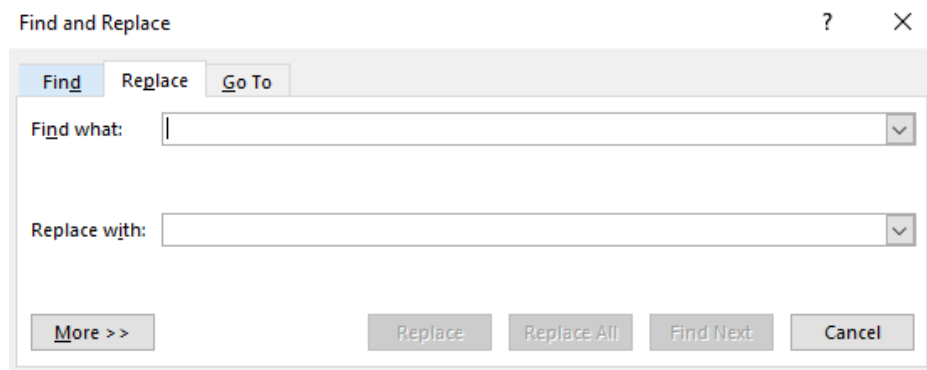 Find and Replace ? ×
Find Replace Go To
Find what:
Replace with:
More >> Replace Replace All Find Next Cancel